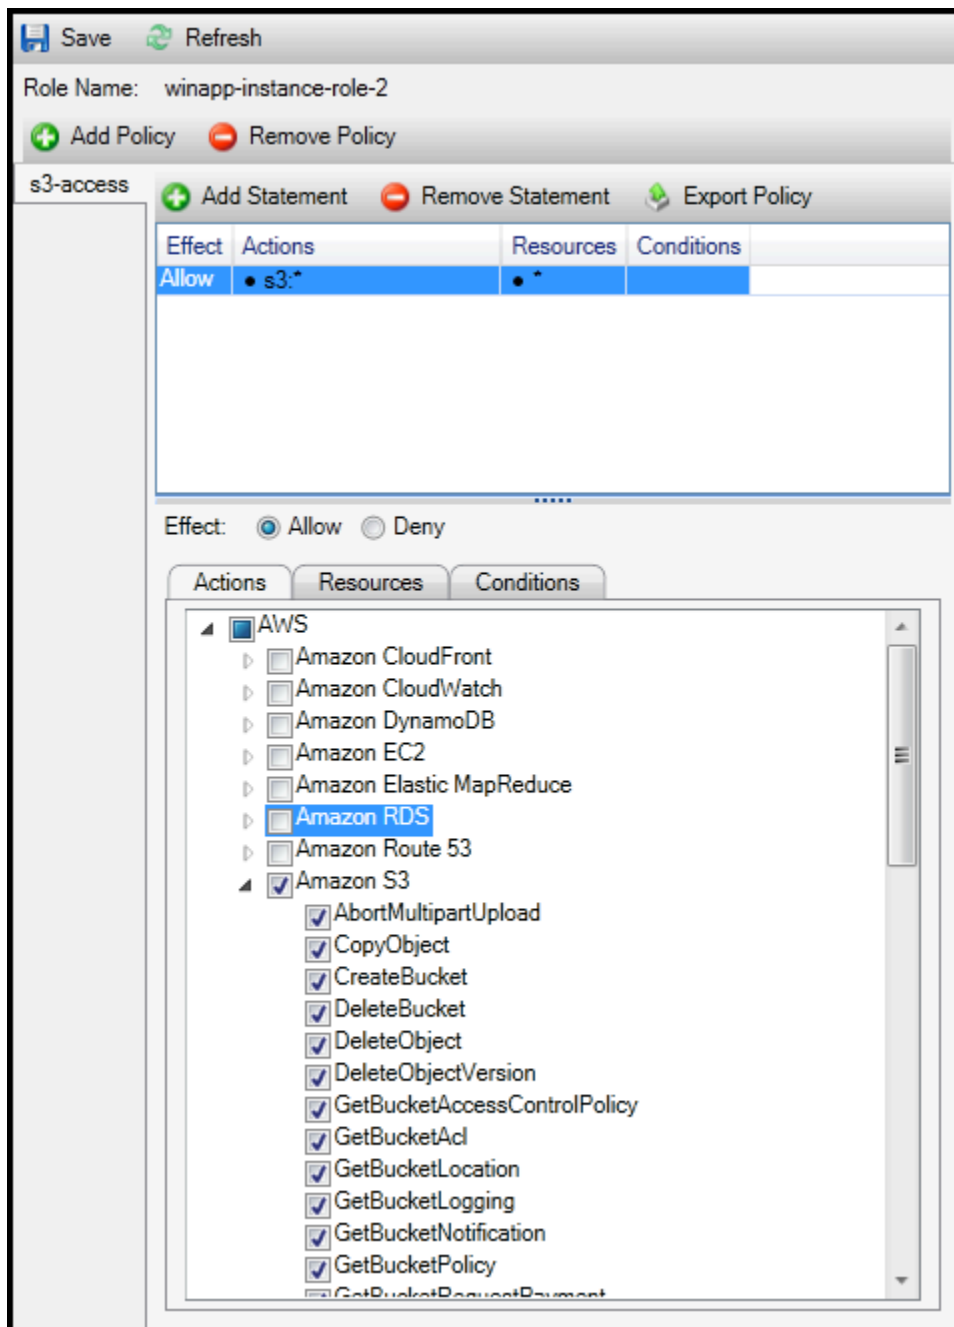 Save Refresh
Role Name: winapp-instance-role-2
Add Policy Remove Policy
s3-access
Add Statement Remove Statement Export Policy
Effect Actions Resources Conditions
Allow • s3:* • *
Effect: Allow Deny
Actions Resources Conditions
AWS
Amazon CloudFront
Amazon CloudWatch
Amazon DynamoDB
Amazon EC2
Amazon Elastic MapReduce
Amazon RDS
Amazon Route 53
Amazon S3
AbortMultipartUpload
CopyObject
CreateBucket
DeleteBucket
DeleteObject
DeleteObjectVersion
GetBucketAccessControlPolicy
GetBucketAcl
GetBucketLocation
GetBucketLogging
GetBucketNotification
GetBucketPolicy
GetBucketRequestPayment